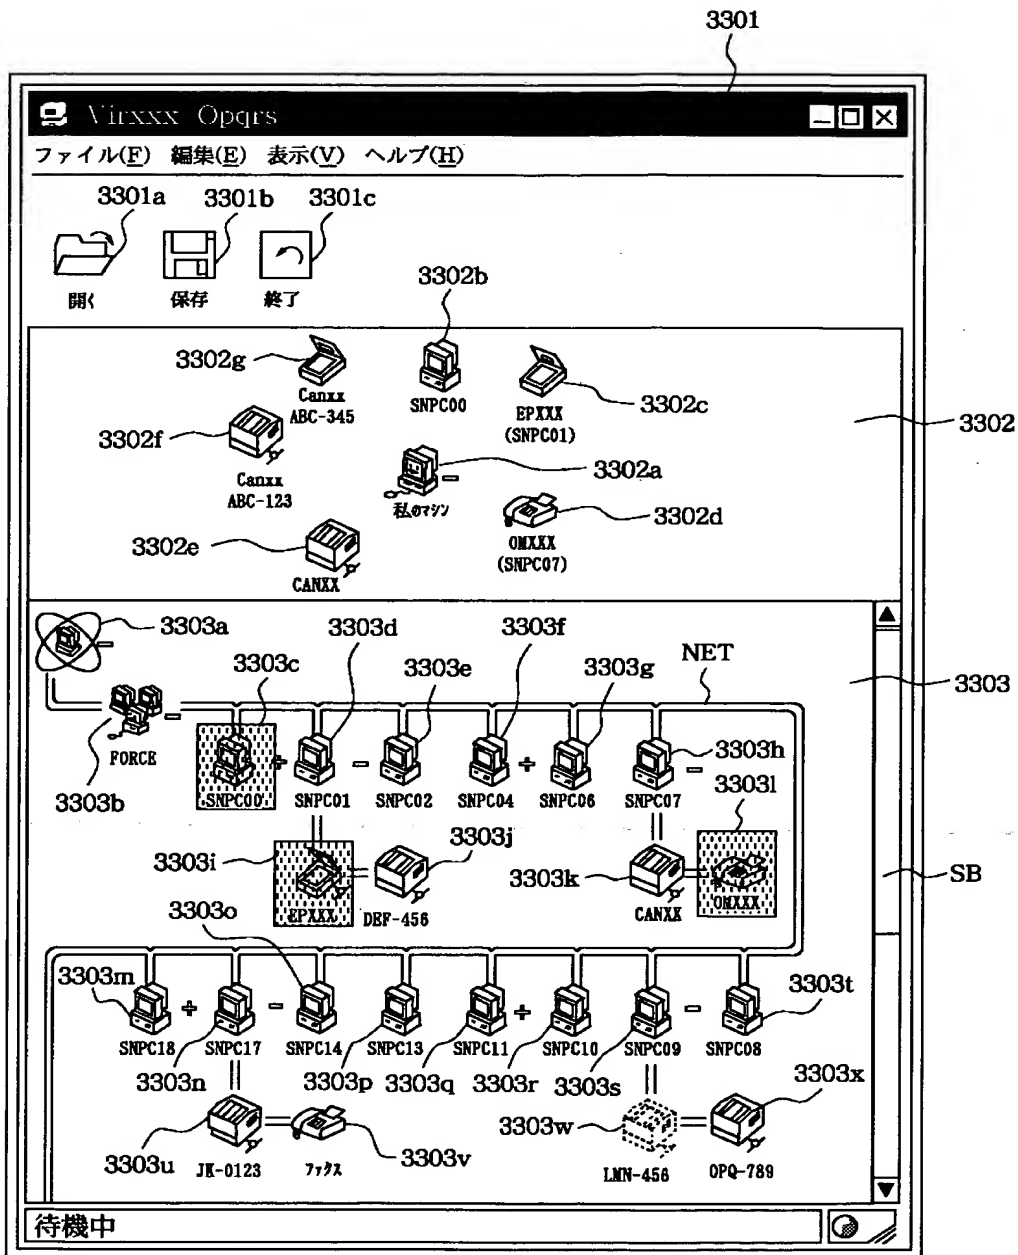 3301
Virxxx Opqrs
ファイル(F) 編集(E) 表示(V) ヘルプ(H)
3301a 3301b 3301c
開く 保存 終了
3302b
3302g
Canxx
ABC-345
SNPC00
EPXXX
(SNPC01)
3302c
3302
3302f
Canxx
ABC-123
3302a
私のマシン
3302d
OMXXX
(SNPC07)
3302e
CANXX
3303a 3303d 3303f
3303c 3303e 3303g NET
3303
FORCE
3303b
3303h
SNPC00 SNPC01 SNPC02 SNPC04 SNPC06 SNPC07
3303l
3303i 3303j 3303k
SB
EPXXX DEF-456 CANXX OMXXX
3303o
3303m 3303t
SNPC18 SNPC17 SNPC14 SNPC13 SNPC11 SNPC10 SNPC09 SNPC08
3303n 3303p 3303q 3303r 3303s 3303x
3303w
3303u JK-0123 ファクス 3303v LMN-456 OPQ-789
待機中